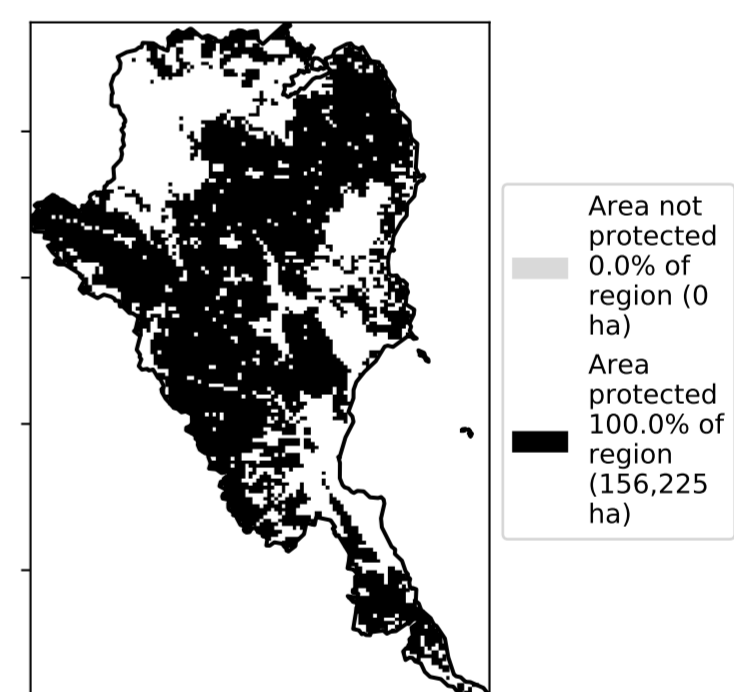 Area not
protected
0.0% of
region (0
ha)
Area
protected
100.0% of
region
(156,225
ha)